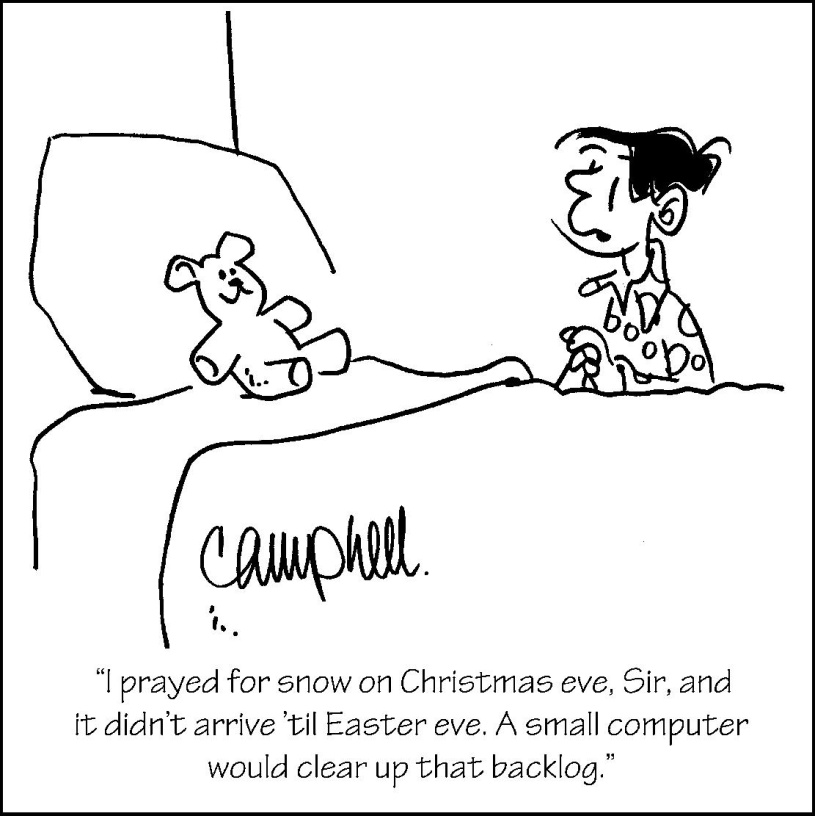 Campbell.
“I prayed for snow on Christmas eve, Sir, and
it didn’t arrive ’til Easter eve. A small computer
would clear up that backlog.”